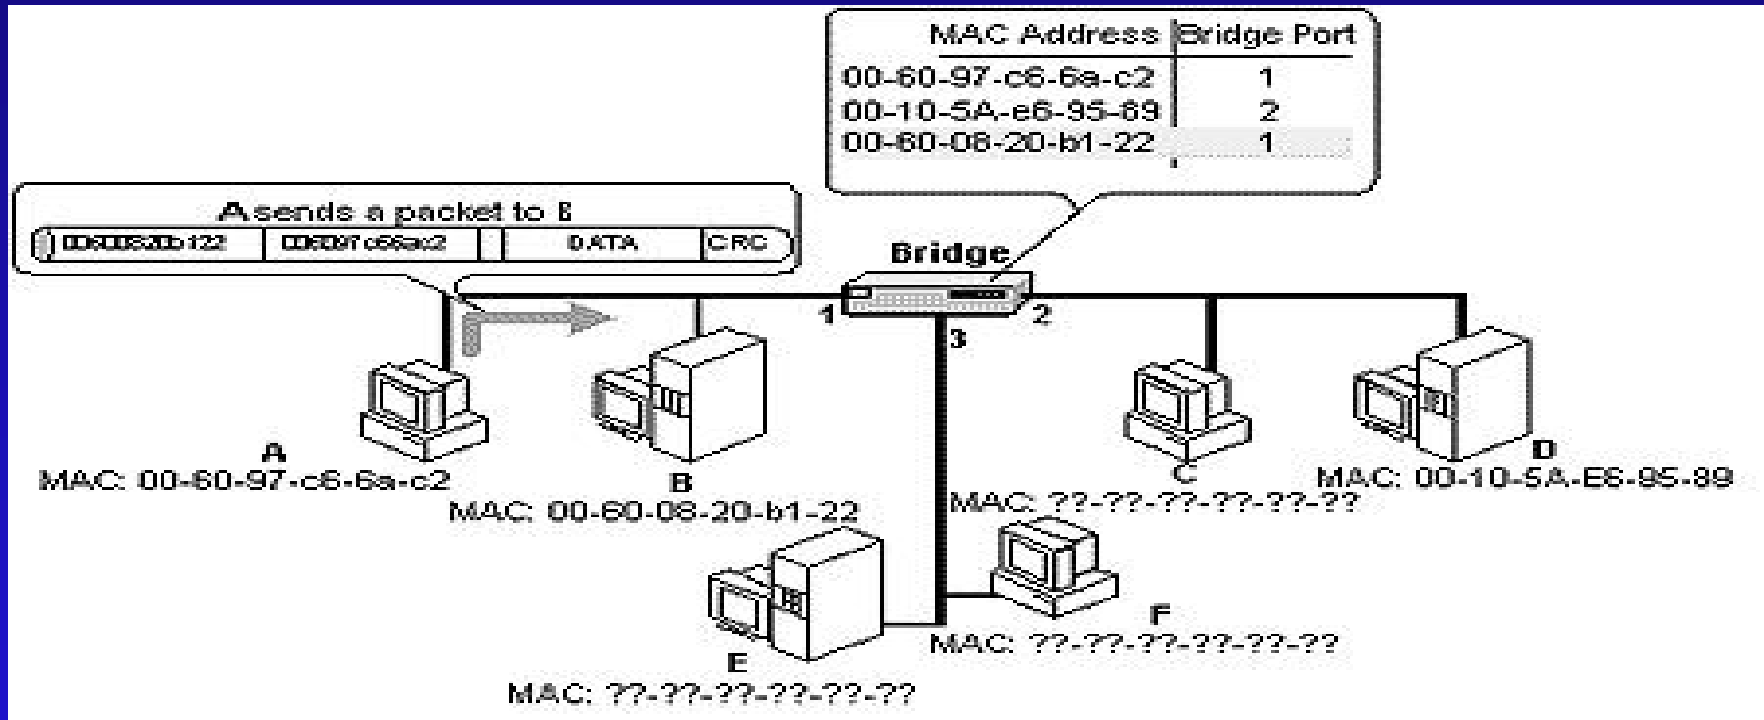 MAC Address Bridge Port
00-60-97-c6-6a-c2 1
00-10-5A-e6-95-89 2
00-60-08-20-b1-22 1
A sends a packet to B
00600820b122 006097c66ac2 DATA CRC
Bridge
1
2
3
A
MAC: 00-60-97-c6-6a-c2
B
MAC: 00-60-08-20-b1-22
C
MAC: ??-??-??-??-??-??
D
MAC: 00-10-5A-E6-95-89
E
MAC: ??-??-??-??-??-??
F
MAC: ??-??-??-??-??-??